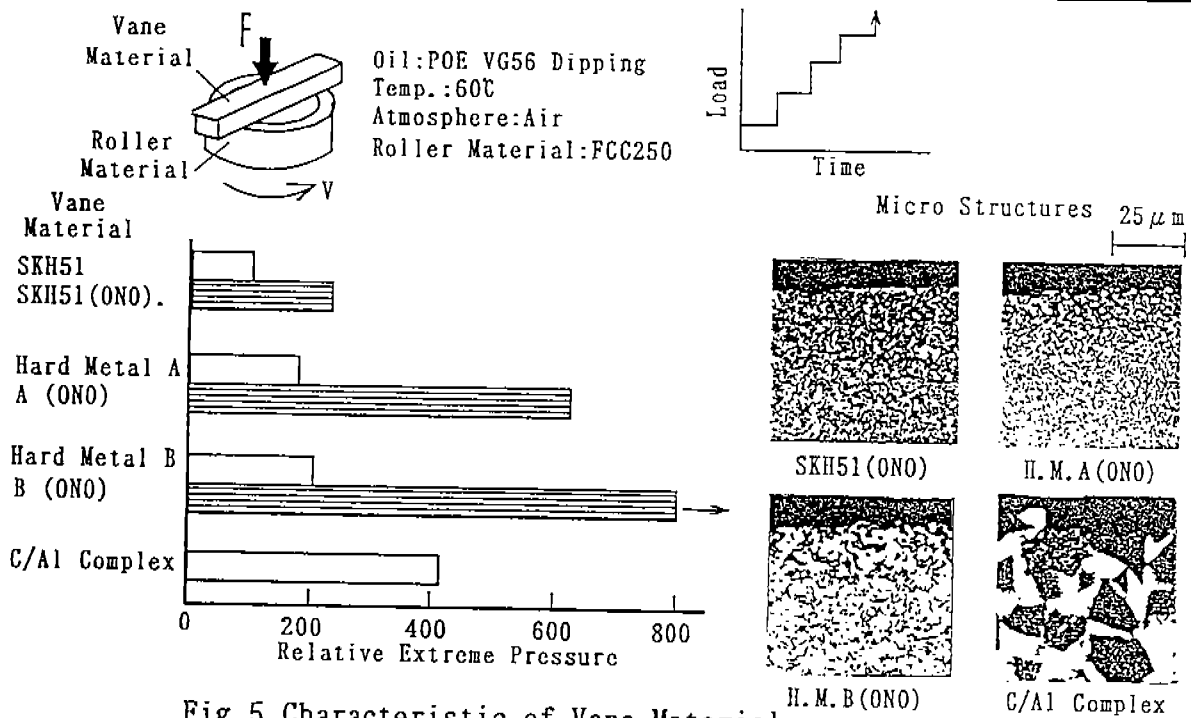 Vane
Material
F
Oil:POE VG56 Dipping
Temp.:60℃
Atmosphere:Air
Roller Material:FCC250
Roller
Material
V
Load
Time
Vane
Material
Micro Structures
25μm
SKH51
SKH51(ONO).
Hard Metal A
A (ONO)
Hard Metal B
B (ONO)
C/Al Complex
0 200 400 600 800
Relative Extreme Pressure
SKH51(ONO)
H.M.A(ONO)
H.M.B(ONO)
C/Al Complex
Fig.5 Characteristic of Vane Material